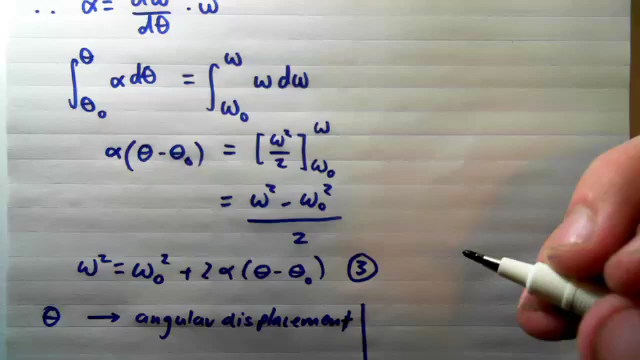 ∴ α = dω/dθ · ω
∫_{θ₀}^{θ} α dθ = ∫_{ω₀}^{ω} ω dω
α(θ - θ₀) = [ω²/2]_{ω₀}^{ω}
= (ω² - ω₀²)/2
ω² = ω₀² + 2α(θ - θ₀) ③
θ → angular displacement